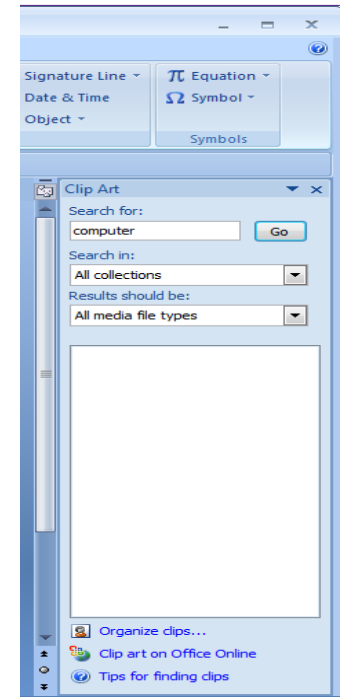 Signature Line
π Equation
Date & Time
Ω Symbol
Object
Symbols
Clip Art
Search for:
computer
Go
Search in:
All collections
Results should be:
All media file types
Organize clips...
Clip art on Office Online
Tips for finding clips